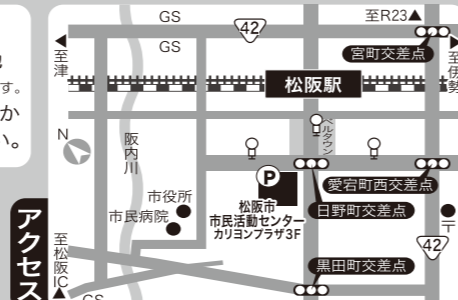 す。
か
い。
GS
GS
42
至R23▲
宮町交差点
▲
至津
至伊勢
松阪駅
N
阪内川
ベルタウン
P
愛宕町西交差点
市役所
市民病院
松阪市
市民活動センター
カリヨンプラザ3F
日野町交差点
〒
42
アクセス
至松阪IC▲
黒田町交差点
GS